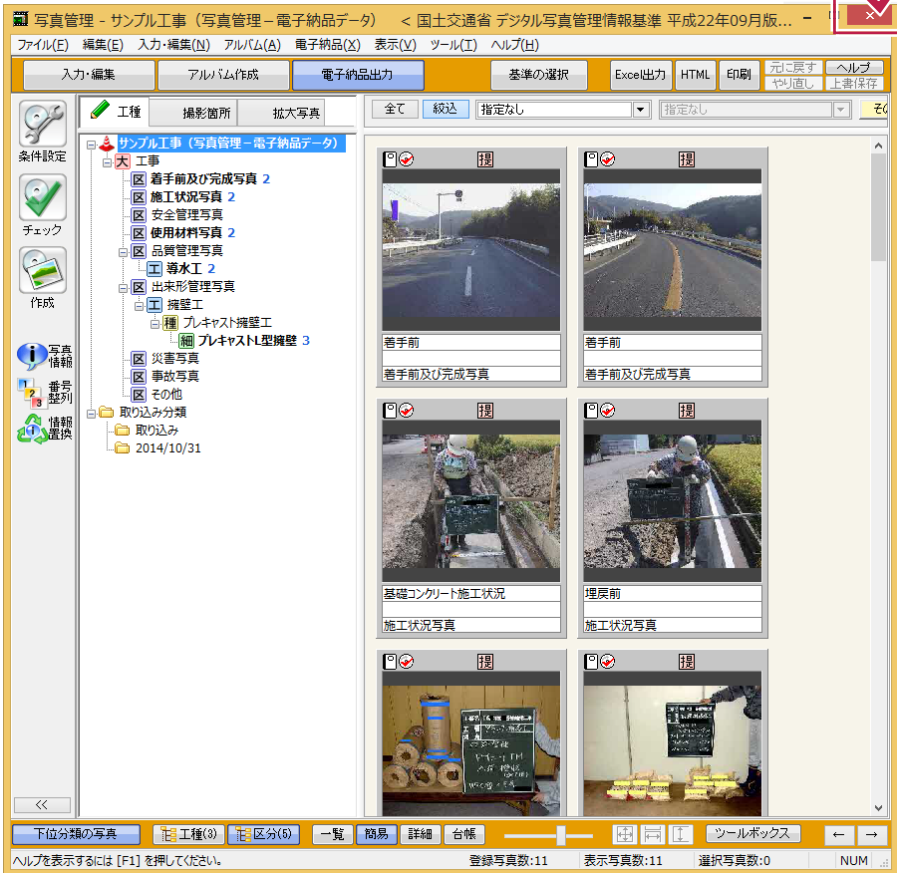 写真管理 - サンプル工事（写真管理－電子納品データ） < 国土交通省 デジタル写真管理情報基準 平成22年09月版...
ファイル(F) 編集(E) 入力・編集(N) アルバム(A) 電子納品(X) 表示(V) ツール(T) ヘルプ(H)
入力・編集 アルバム作成 電子納品出力 基準の選択 Excel出力 HTML 印刷 元に戻す ヘルプ
やり直し 上書保存
工種 撮影箇所 拡大写真 全て 絞込 指定なし 指定なし
条件設定
チェック
作成
写真情報
番号整列
情報置換
<<
サンプル工事（写真管理－電子納品データ）
大 工事
区 着手前及び完成写真 2
区 施工状況写真 2
区 安全管理写真
区 使用材料写真 2
区 品質管理写真
工 導水工 2
区 出来形管理写真
工 擁壁工
種 プレキャスト擁壁工
細 プレキャストL型擁壁 3
区 災害写真
区 事故写真
区 その他
取り込み分類
取り込み
2014/10/31
提 提
着手前 着手前
着手前及び完成写真 着手前及び完成写真
提 提
基礎コンクリート施工状況 埋戻前
施工状況写真 施工状況写真
提 提
下位分類の写真 工種(3) 区分(5) 一覧 簡易 詳細 台帳 ツールボックス ← →
ヘルプを表示するには [F1] を押してください。 登録写真数:11 表示写真数:11 選択写真数:0 NUM